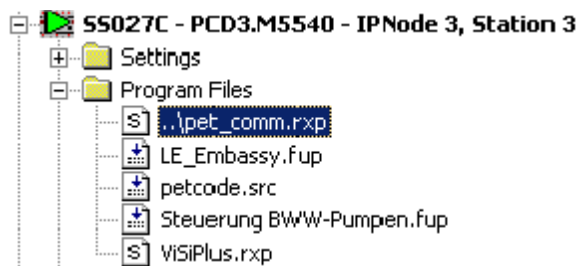 SS027C - PCD3.M5540 - IPNode 3, Station 3
Settings
Program Files
..\pet_comm.rxp
LE_Embassy.fup
petcode.src
Steuerung BWW-Pumpen.fup
ViSiPlus.rxp